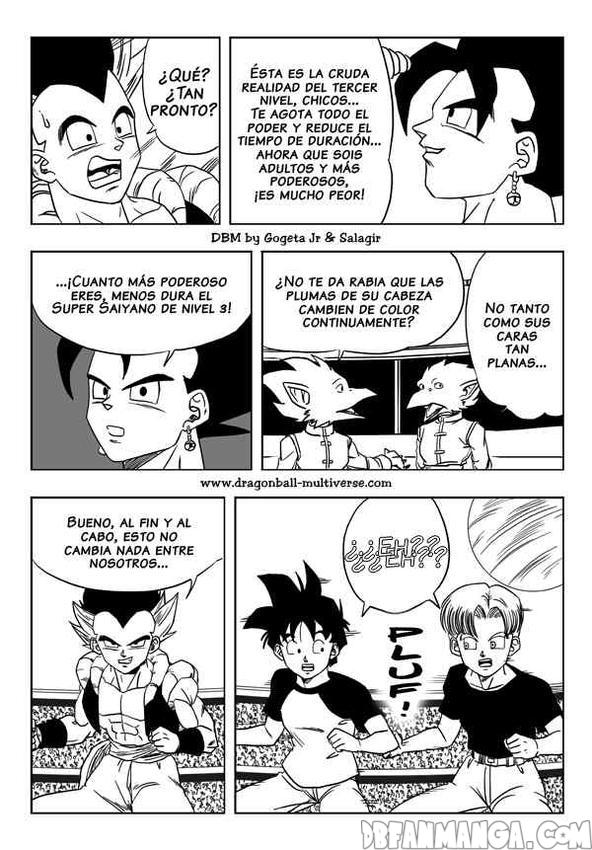 ¿QUÉ?
¿TAN
PRONTO?
ÉSTA ES LA CRUDA
REALIDAD DEL TERCER
NIVEL, CHICOS...
TE AGOTA TODO EL
PODER Y REDUCE EL
TIEMPO DE DURACIÓN...
AHORA QUE SOIS
ADULTOS Y MÁS
PODEROSOS,
¡ES MUCHO PEOR!
DBM by Gogeta Jr & Salagir
...¡CUANTO MÁS PODEROSO
ERES, MENOS DURA EL
SUPER SAIYANO DE NIVEL 3!
¿NO TE DA RABIA QUE LAS
PLUMAS DE SU CABEZA
CAMBIEN DE COLOR
CONTINUAMENTE?
NO TANTO
COMO SUS
CARAS
TAN
PLANAS...
www.dragonball-multiverse.com
BUENO, AL FIN Y AL
CABO, ESTO NO
CAMBIA NADA ENTRE
NOSOTROS...
¿¿EH??
¿¿EH??
PLUF!
DBFANMANGA.COM